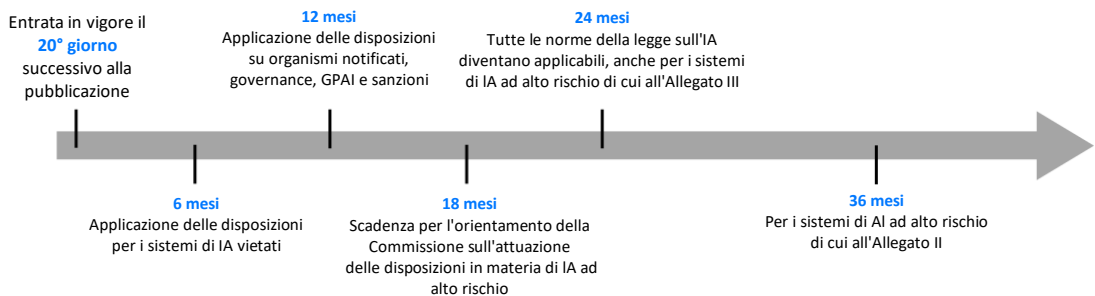 Entrata in vigore il
20° giorno
successivo alla
pubblicazione
12 mesi
Applicazione delle disposizioni
su organismi notificati,
governance, GPAI e sanzioni
24 mesi
Tutte le norme della legge sull'IA
diventano applicabili, anche per i sistemi
di IA ad alto rischio di cui all'Allegato III
6 mesi
Applicazione delle disposizioni
per i sistemi di IA vietati
18 mesi
Scadenza per l'orientamento della
Commissione sull'attuazione
delle disposizioni in materia di IA ad
alto rischio
36 mesi
Per i sistemi di AI ad alto rischio
di cui all'Allegato II